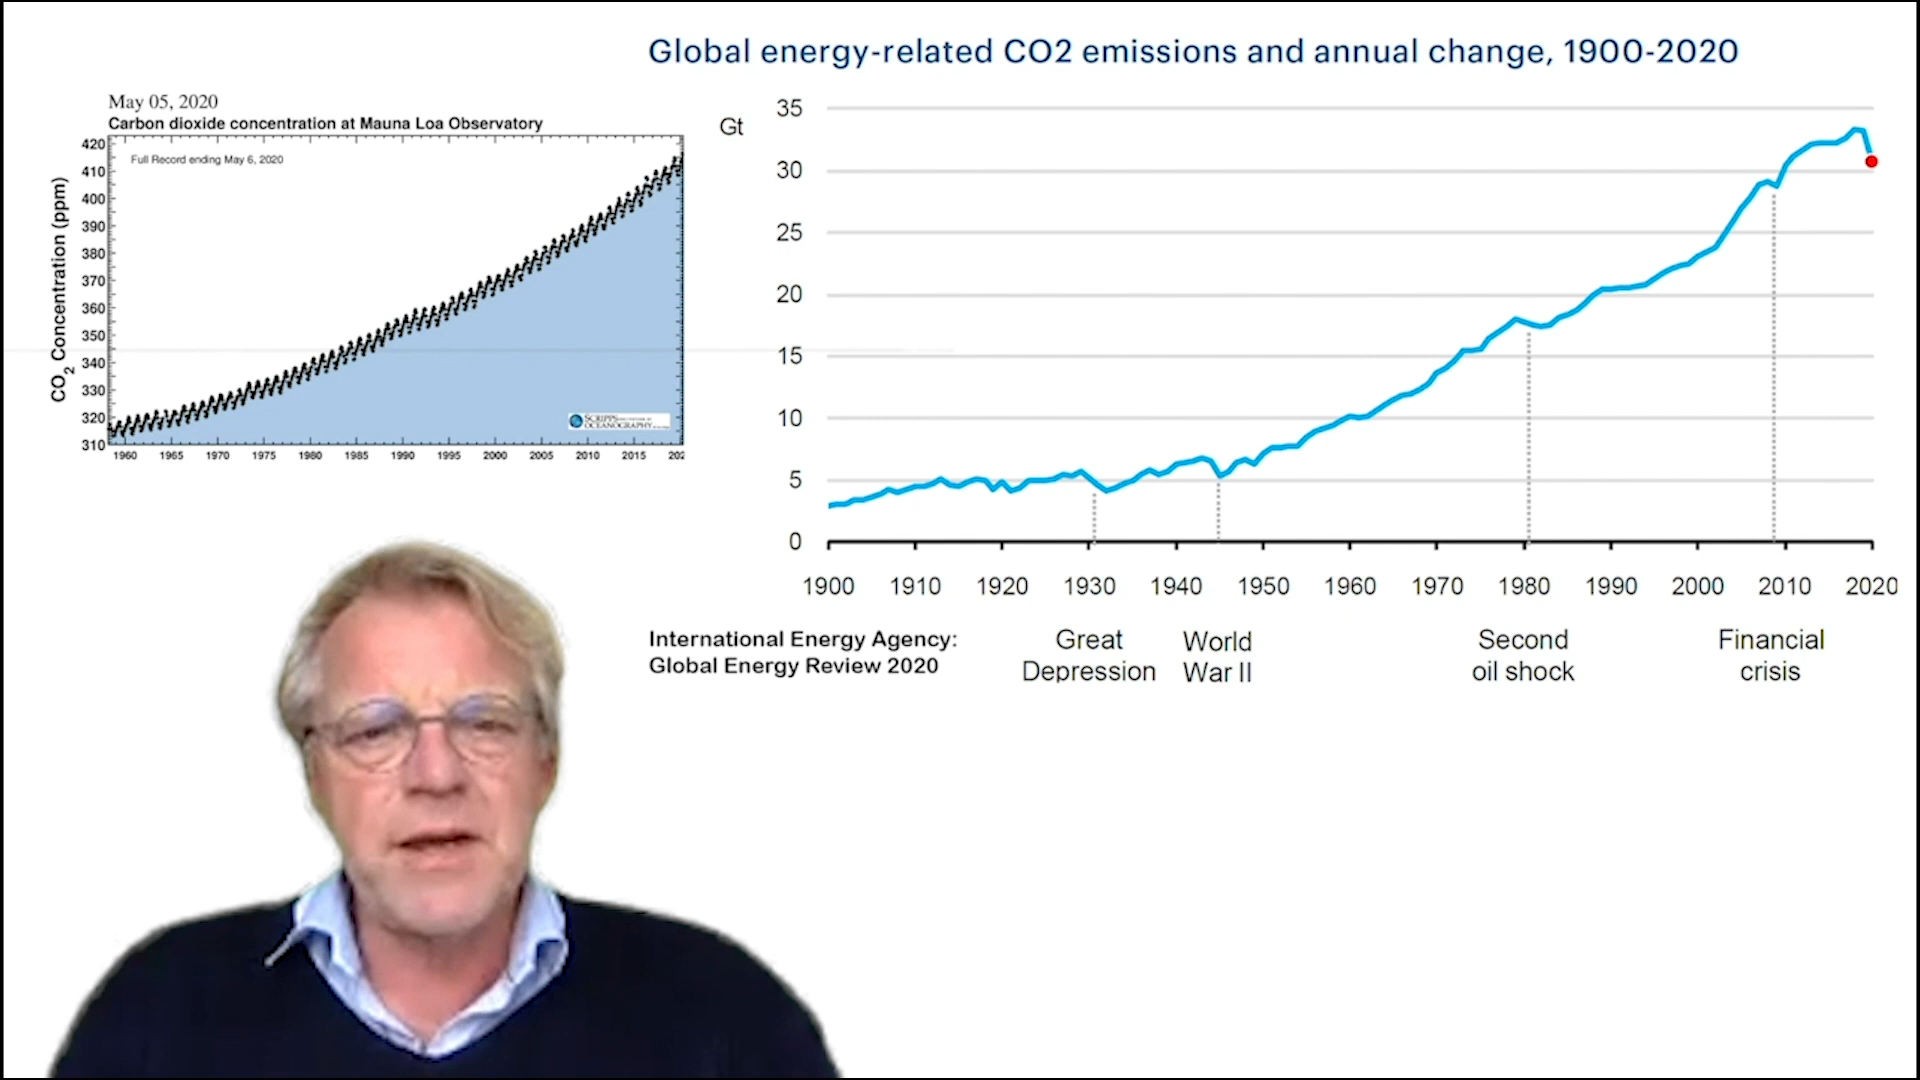 Global energy-related CO2 emissions and annual change, 1900-2020
May 05, 2020
Carbon dioxide concentration at Mauna Loa Observatory
Full Record ending May 6, 2020
CO2 Concentration (ppm)
420
410
400
390
380
370
360
350
340
330
320
310
1960 1965 1970 1975 1980 1985 1990 1995 2000 2005 2010 2015 202
SCRIPPS
OCEANOGRAPHY
Gt
35
30
25
20
15
10
5
0
1900 1910 1920 1930 1940 1950 1960 1970 1980 1990 2000 2010 2020
International Energy Agency:
Global Energy Review 2020
Great
Depression
World
War II
Second
oil shock
Financial
crisis